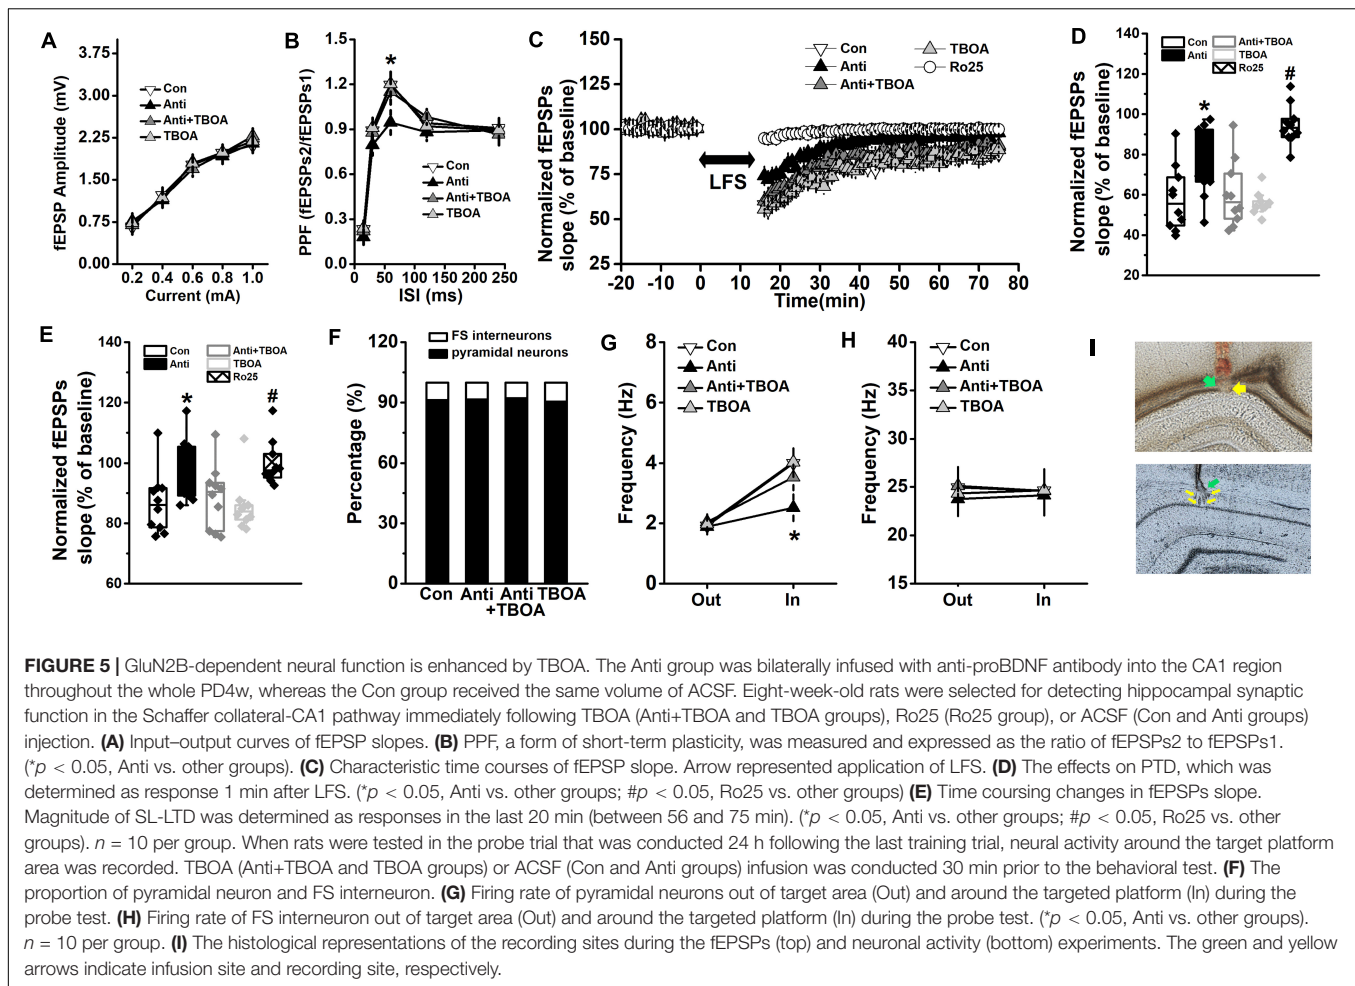 A
fEPSP Amplitude (mV)
3.75
3.00
2.25
1.50
0.75
0.00
Con
Anti
Anti+TBOA
TBOA
0.2 0.4 0.6 0.8 1.0
Current (mA)
B
PPF (fEPSPs2/fEPSPs1)
1.5
1.2
0.9
0.6
0.3
0.0
*
Con
Anti
Anti+TBOA
TBOA
0 50 100 150 200 250
ISI (ms)
C
Normalized fEPSPs
slope (% of baseline)
150
125
100
75
50
25
Con
Anti
Anti+TBOA
TBOA
Ro25
LFS
-20 -10 0 10 20 30 40 50 60 70 80
Time(min)
D
Normalized fEPSPs
slope (% of baseline)
140
120
100
80
60
40
20
Con
Anti
Anti+TBOA
TBOA
Ro25
*
#
E
Normalized fEPSPs
slope (% of baseline)
140
120
100
80
60
Con
Anti
Anti+TBOA
TBOA
Ro25
*
#
F
Percentage (%)
120
90
60
30
0
FS interneurons
pyramidal neurons
Con Anti Anti TBOA
+TBOA
G
Frequency (Hz)
8
6
4
2
0
Con
Anti
Anti+TBOA
TBOA
*
Out In
H
Frequency (Hz)
40
35
30
25
20
15
Con
Anti
Anti+TBOA
TBOA
Out In
I
FIGURE 5 | GluN2B-dependent neural function is enhanced by TBOA. The Anti group was bilaterally infused with anti-proBDNF antibody into the CA1 region
throughout the whole PD4w, whereas the Con group received the same volume of ACSF. Eight-week-old rats were selected for detecting hippocampal synaptic
function in the Schaffer collateral-CA1 pathway immediately following TBOA (Anti+TBOA and TBOA groups), Ro25 (Ro25 group), or ACSF (Con and Anti groups)
injection. (A) Input–output curves of fEPSP slopes. (B) PPF, a form of short-term plasticity, was measured and expressed as the ratio of fEPSPs2 to fEPSPs1.
(*p < 0.05, Anti vs. other groups). (C) Characteristic time courses of fEPSP slope. Arrow represented application of LFS. (D) The effects on PTD, which was
determined as response 1 min after LFS. (*p < 0.05, Anti vs. other groups; #p < 0.05, Ro25 vs. other groups) (E) Time coursing changes in fEPSPs slope.
Magnitude of SL-LTD was determined as responses in the last 20 min (between 56 and 75 min). (*p < 0.05, Anti vs. other groups; #p < 0.05, Ro25 vs. other
groups). n = 10 per group. When rats were tested in the probe trial that was conducted 24 h following the last training trial, neural activity around the target platform
area was recorded. TBOA (Anti+TBOA and TBOA groups) or ACSF (Con and Anti groups) infusion was conducted 30 min prior to the behavioral test. (F) The
proportion of pyramidal neuron and FS interneuron. (G) Firing rate of pyramidal neurons out of target area (Out) and around the targeted platform (In) during the
probe test. (H) Firing rate of FS interneuron out of target area (Out) and around the targeted platform (In) during the probe test. (*p < 0.05, Anti vs. other groups).
n = 10 per group. (I) The histological representations of the recording sites during the fEPSPs (top) and neuronal activity (bottom) experiments. The green and yellow
arrows indicate infusion site and recording site, respectively.